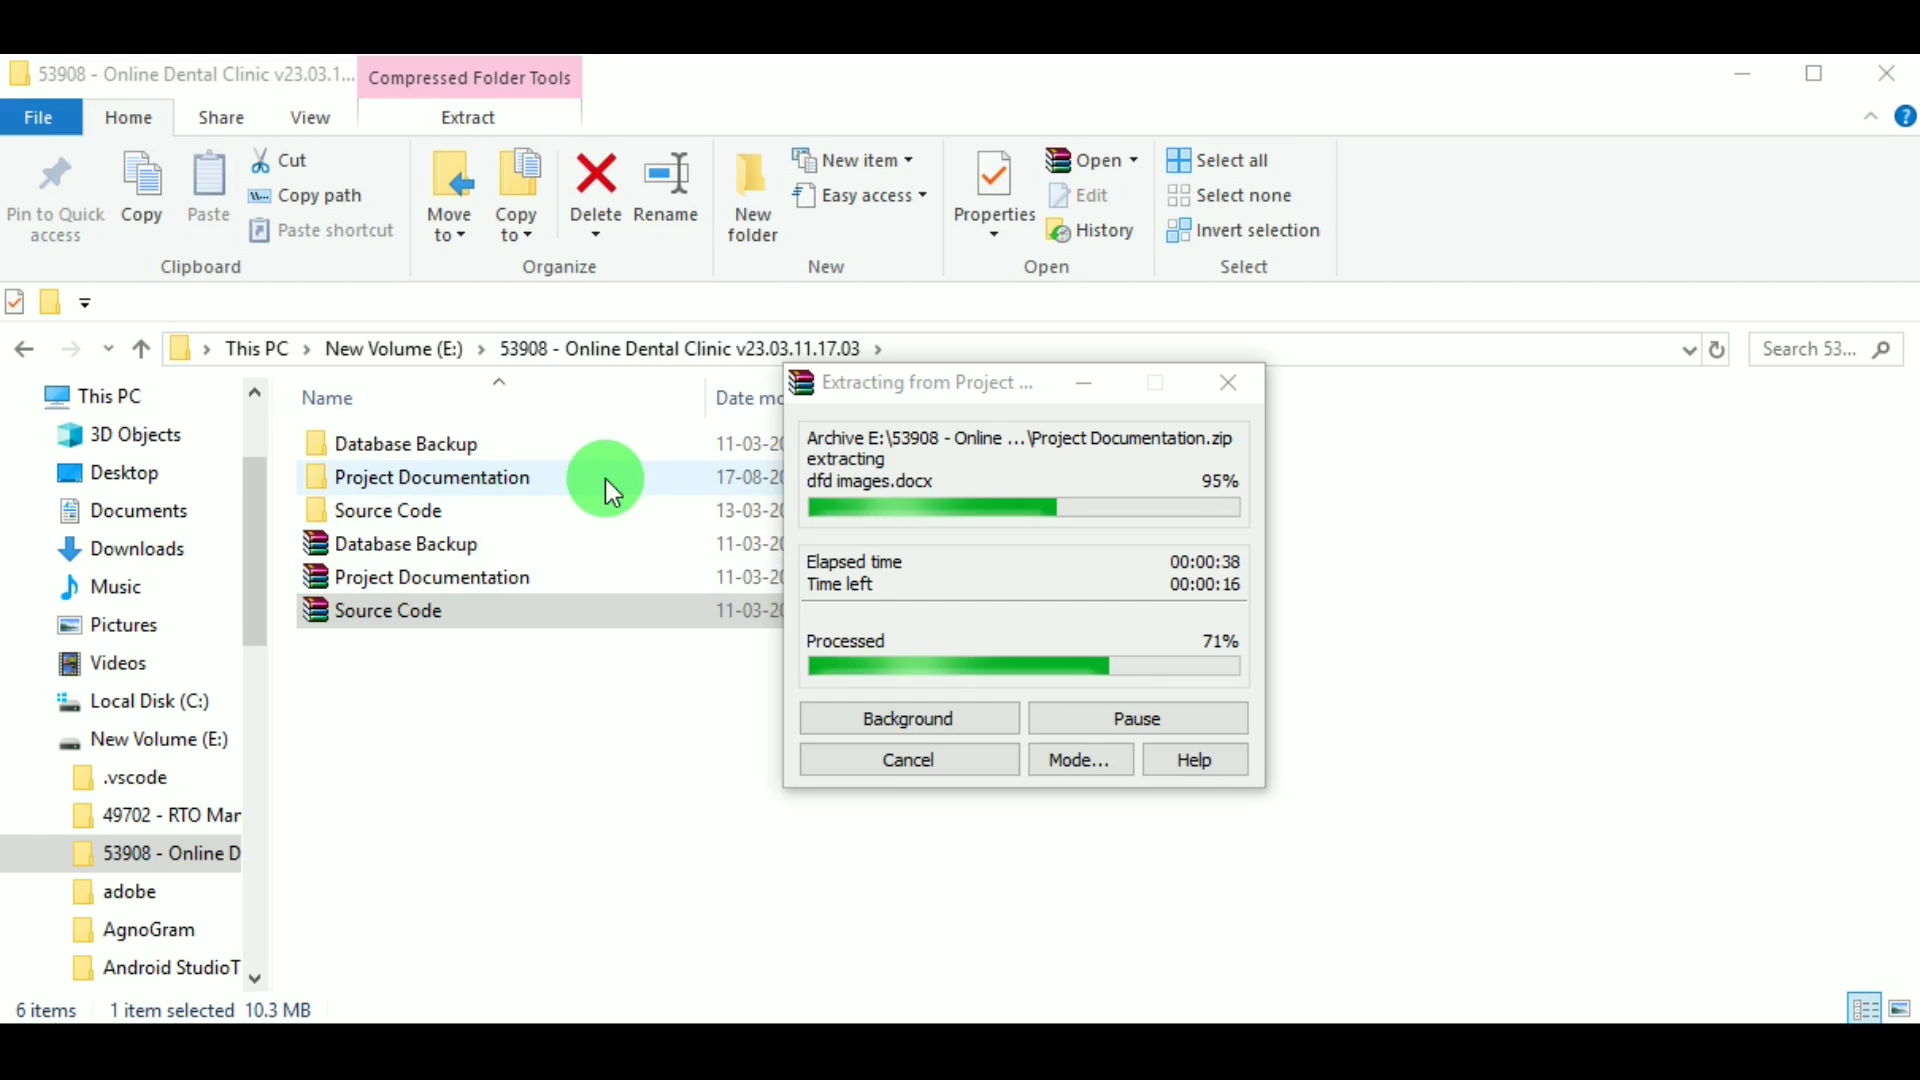 53908 - Online Dental Clinic v23.03.1... Compressed Folder Tools
File Home Share View Extract
Pin to Quick access
Copy
Paste
Cut
Copy path
Paste shortcut
Clipboard
Move to
Copy to
Delete
Rename
Organize
New folder
New item
Easy access
New
Properties
Open
Edit
History
Open
Select all
Select none
Invert selection
Select
This PC > New Volume (E:) > 53908 - Online Dental Clinic v23.03.11.17.03 >
Search 53...
This PC
3D Objects
Desktop
Documents
Downloads
Music
Pictures
Videos
Local Disk (C:)
New Volume (E:)
.vscode
49702 - RTO Mar
53908 - Online D
adobe
AgnoGram
Android StudioT
Name Date mo
Database Backup 11-03-20
Project Documentation 17-08-20
Source Code 13-03-20
Database Backup 11-03-20
Project Documentation 11-03-20
Source Code 11-03-20
Extracting from Project ...
Archive E:\53908 - Online ...\Project Documentation.zip
extracting
dfd images.docx 95%
Elapsed time 00:00:38
Time left 00:00:16
Processed 71%
Background Pause
Cancel Mode... Help
6 items 1 item selected 10.3 MB